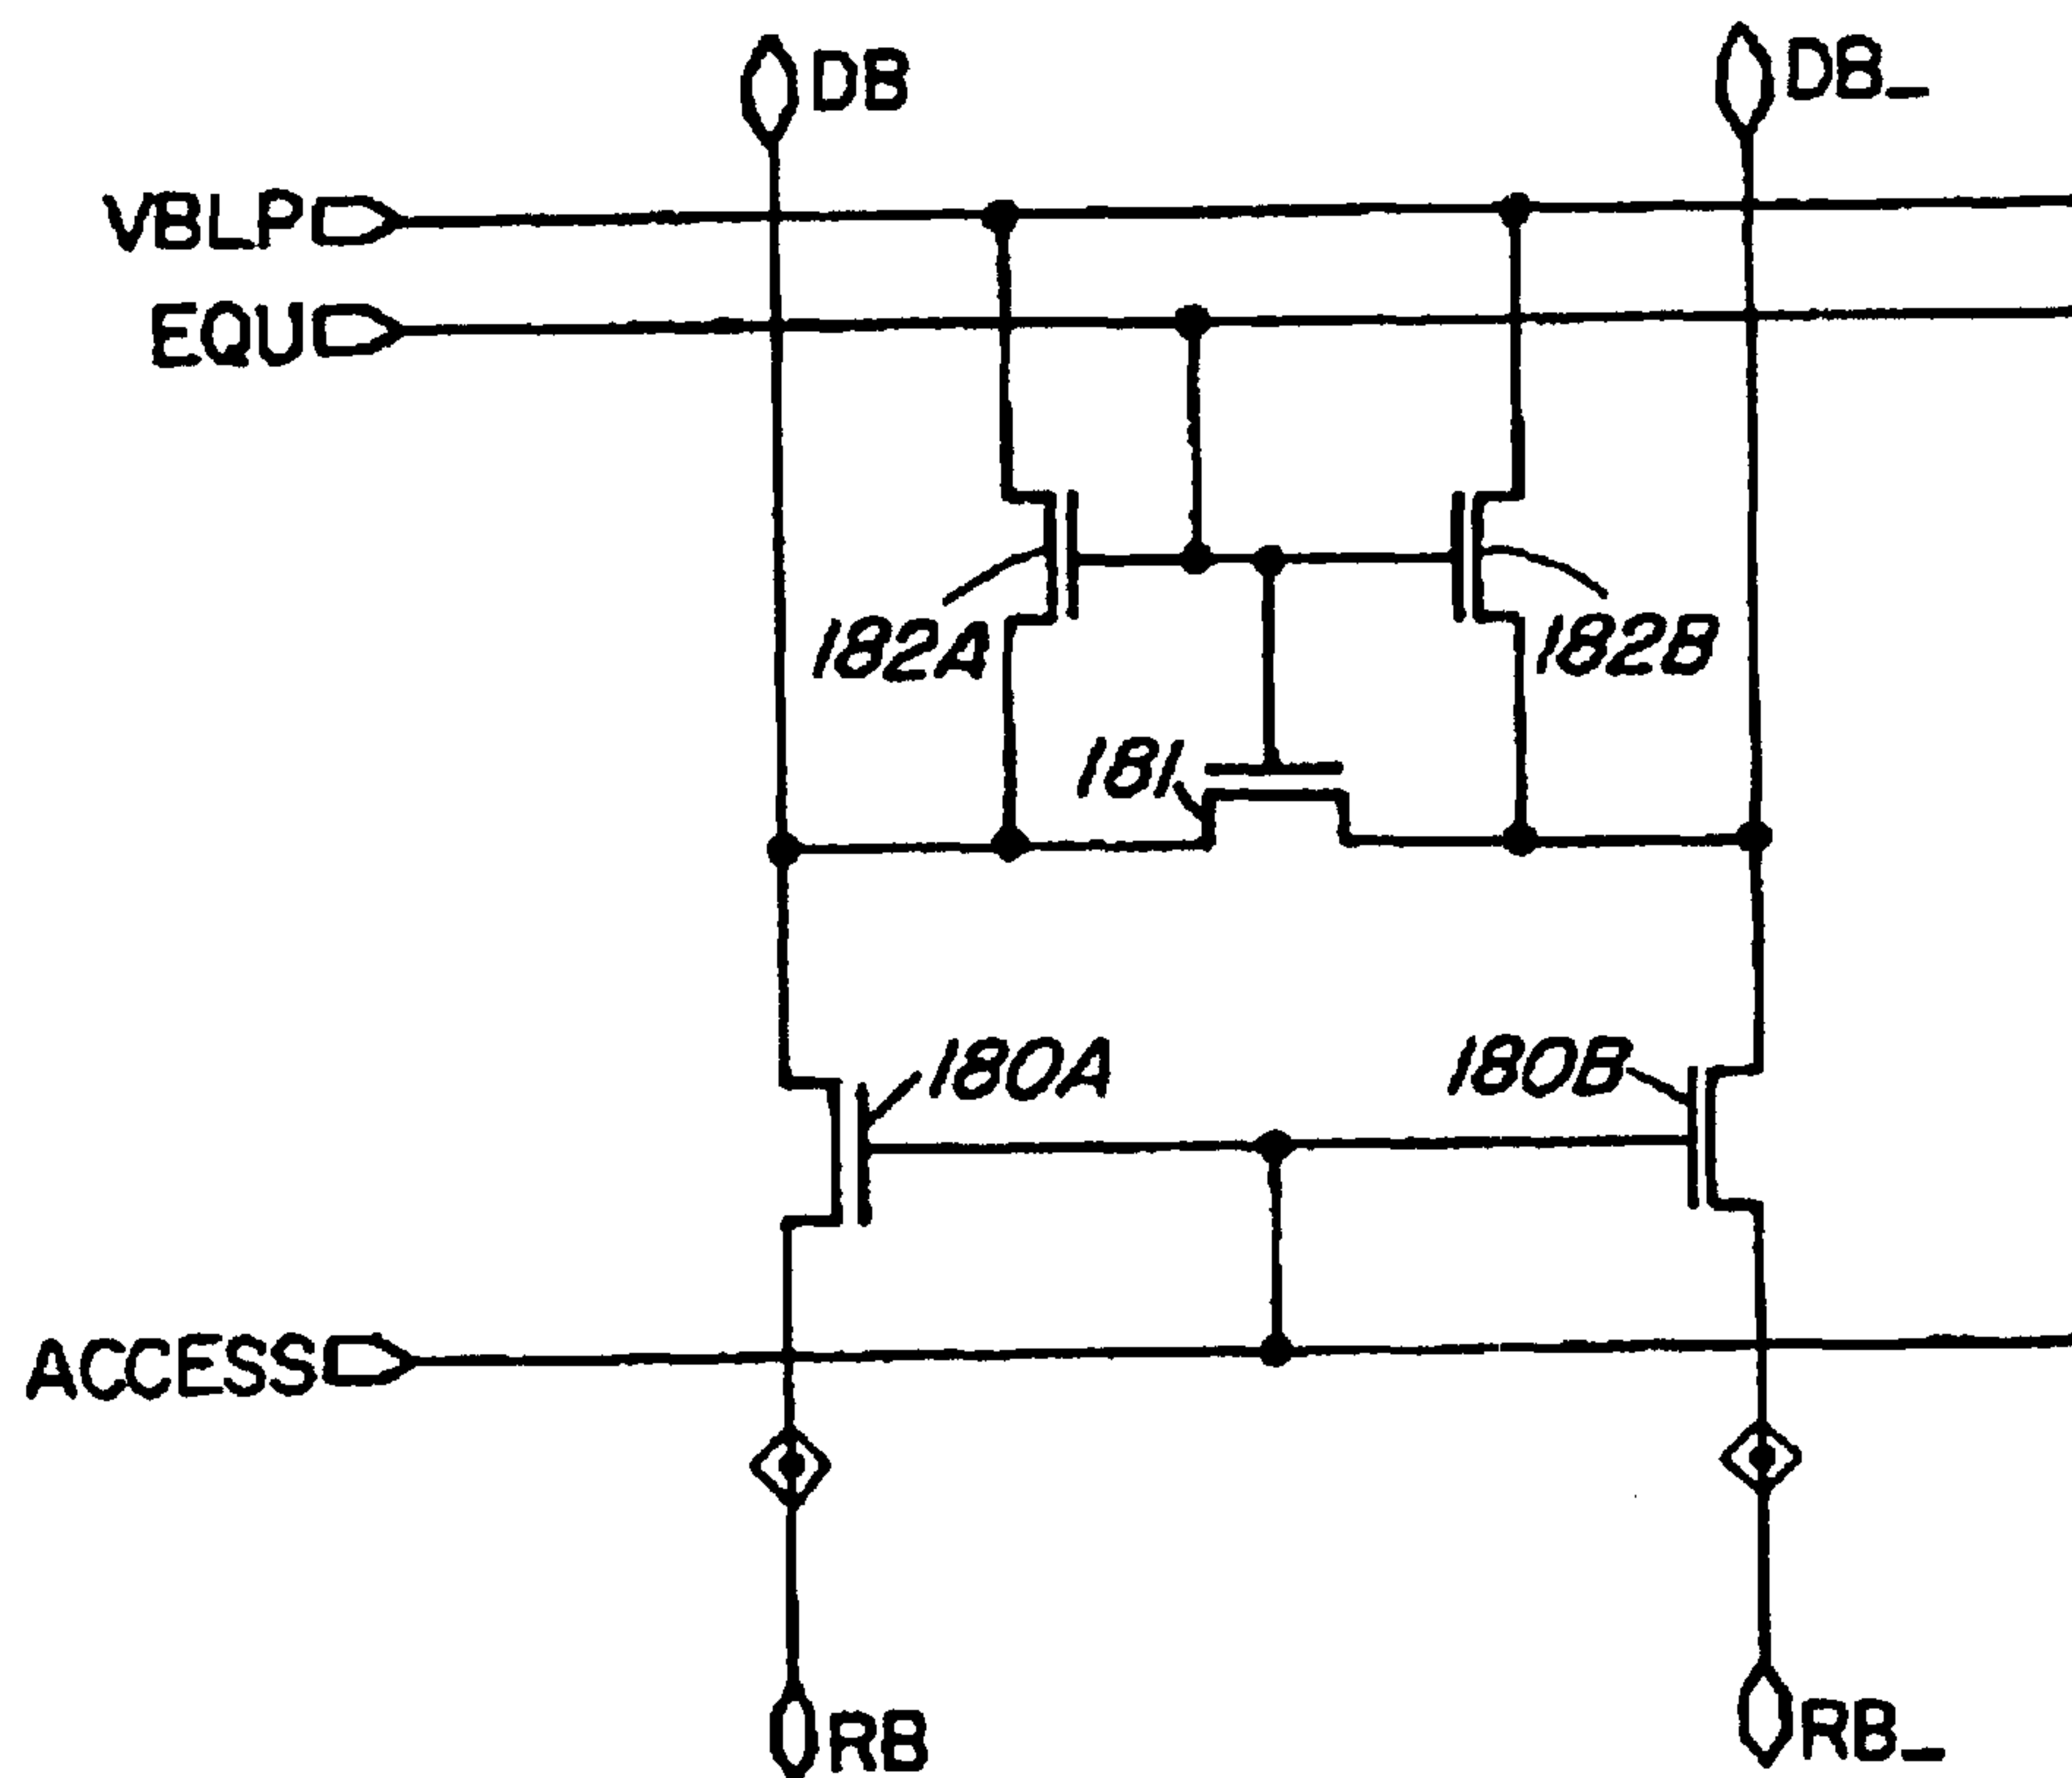 DB
DB_
VBLP
EQU
182A
182B
181
180A
180B
ACCESS
RB
RB_